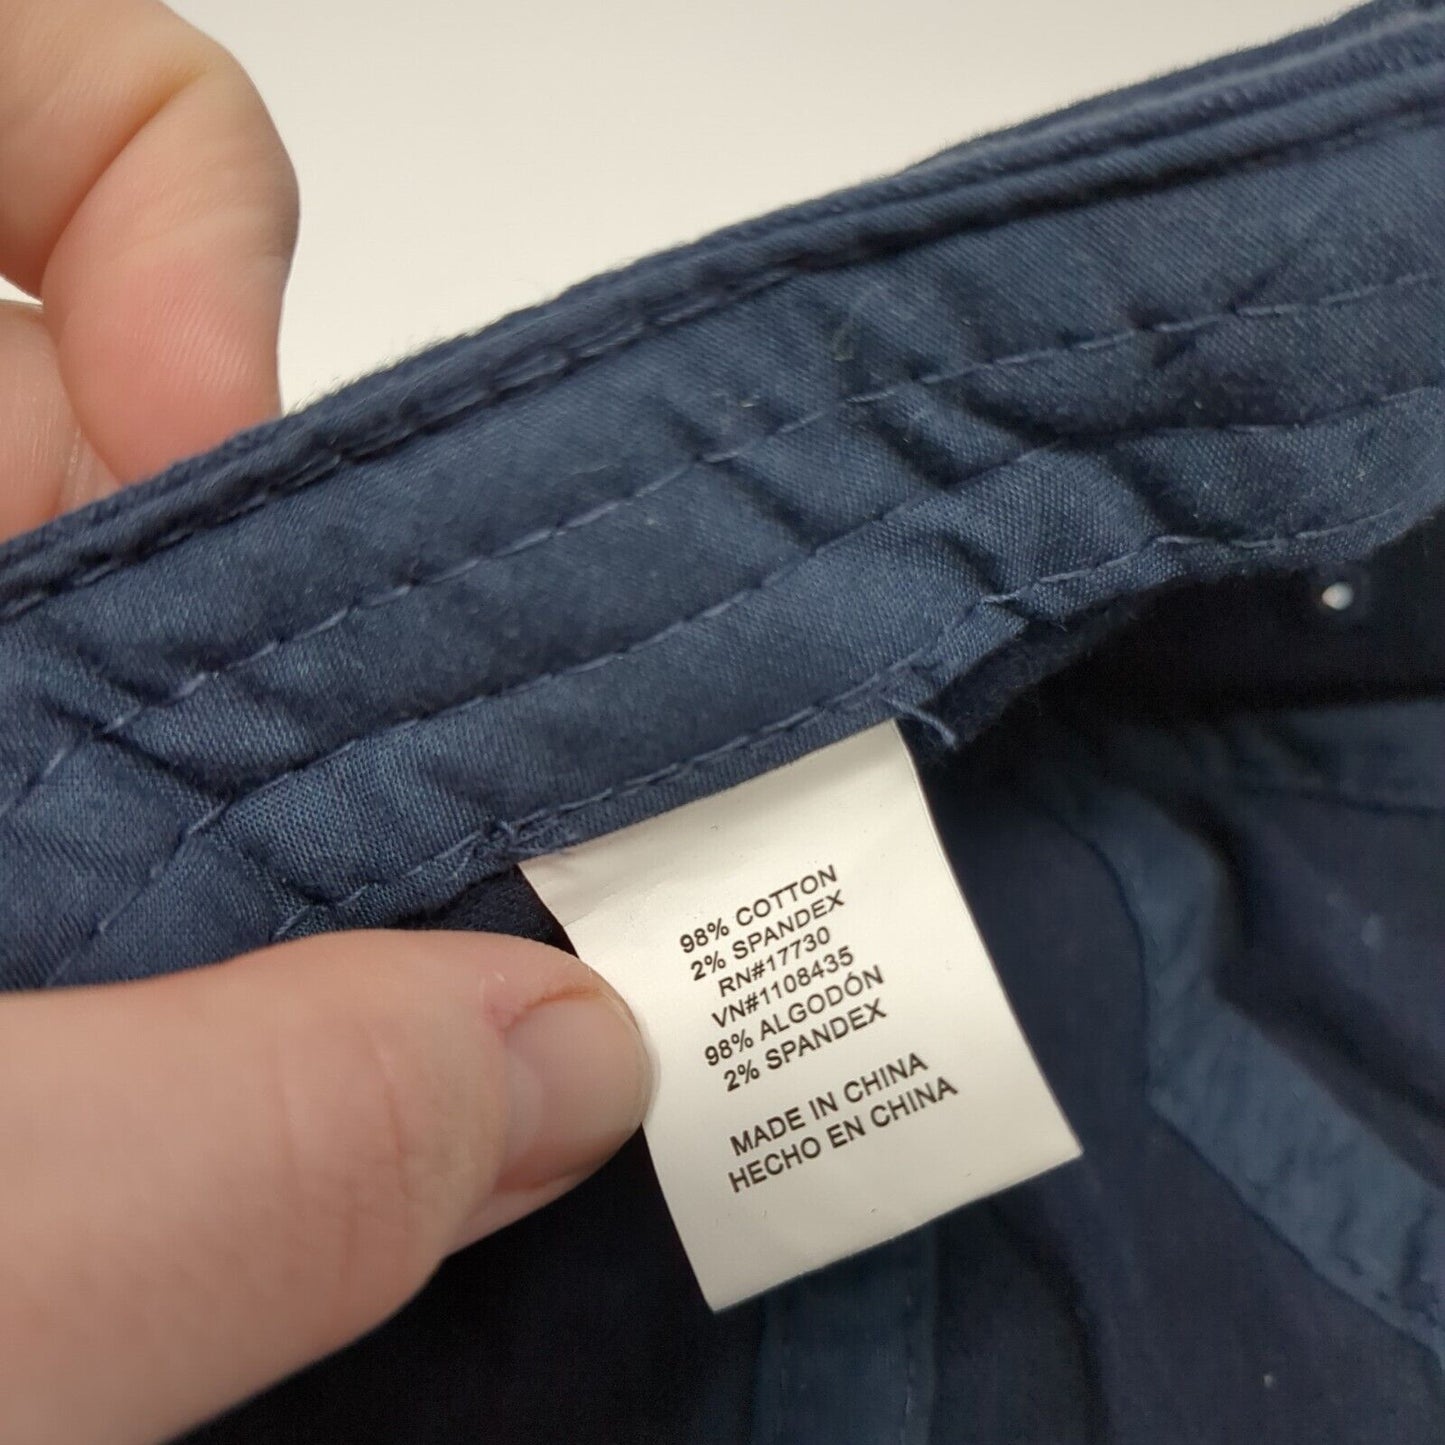 98% COTTON
2% SPANDEX
RN#17730
VN#1108435
98% ALGODÓN
2% SPANDEX
MADE IN CHINA
HECHO EN CHINA